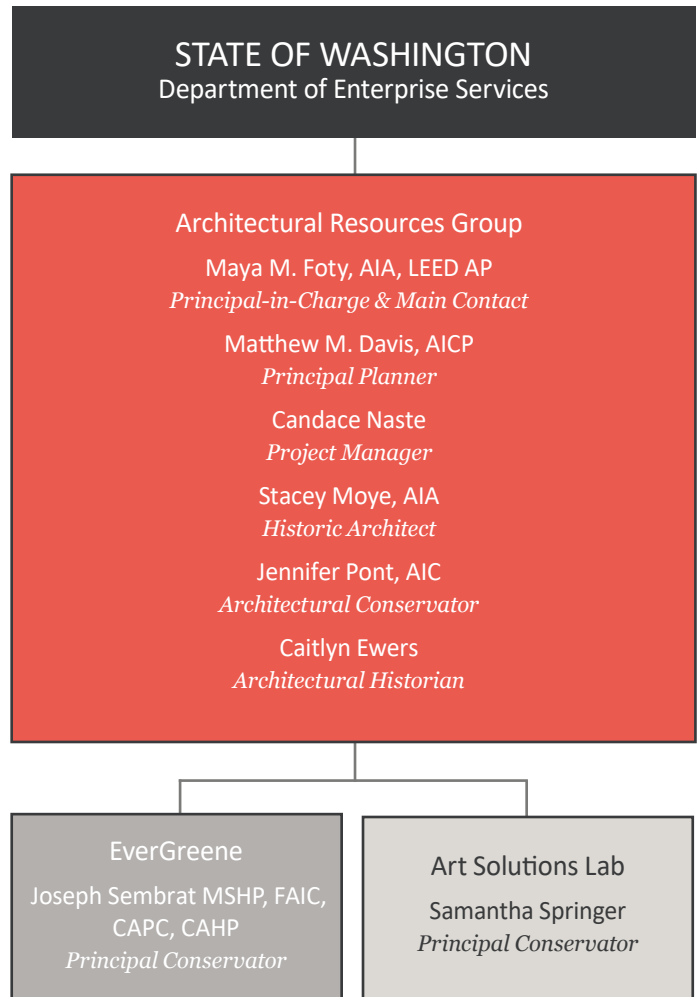 STATE OF WASHINGTON
Department of Enterprise Services
Architectural Resources Group
Maya M. Foty, AIA, LEED AP
Principal-in-Charge & Main Contact
Matthew M. Davis, AICP
Principal Planner
Candace Naste
Project Manager
Stacey Moye, AIA
Historic Architect
Jennifer Pont, AIC
Architectural Conservator
Caitlyn Ewers
Architectural Historian
EverGreene
Joseph Sembrat MSHP, FAIC,
CAPC, CAHP
Principal Conservator
Art Solutions Lab
Samantha Springer
Principal Conservator